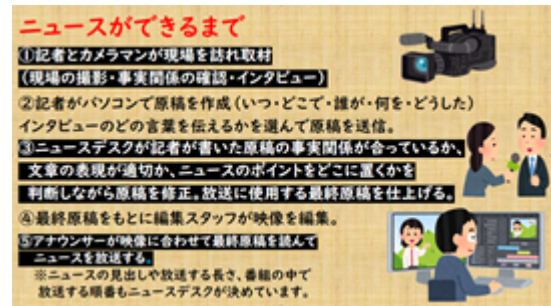 ニュースができるまで
①記者とカメラマンが現場を訪れ取材
(現場の撮影・事実関係の確認・インタビュー)
②記者がパソコンで原稿を作成(いつ・どこで・誰が・何を・どうした)
インタビューのどの言葉を伝えるかを選んで原稿を送信。
③ニュースデスクが記者が書いた原稿の事実関係が合っているか、
文章の表現が適切か、ニュースのポイントをどこに置くかを
判断しながら原稿を修正。放送に使用する最終原稿を仕上げる。
④最終原稿をもとに編集スタッフが映像を編集。
⑤アナウンサーが映像に合わせて最終原稿を読んで
ニュースを放送する。
※ニュースの見出しや放送する長さ、番組の中で
放送する順番もニュースデスクが決めています。